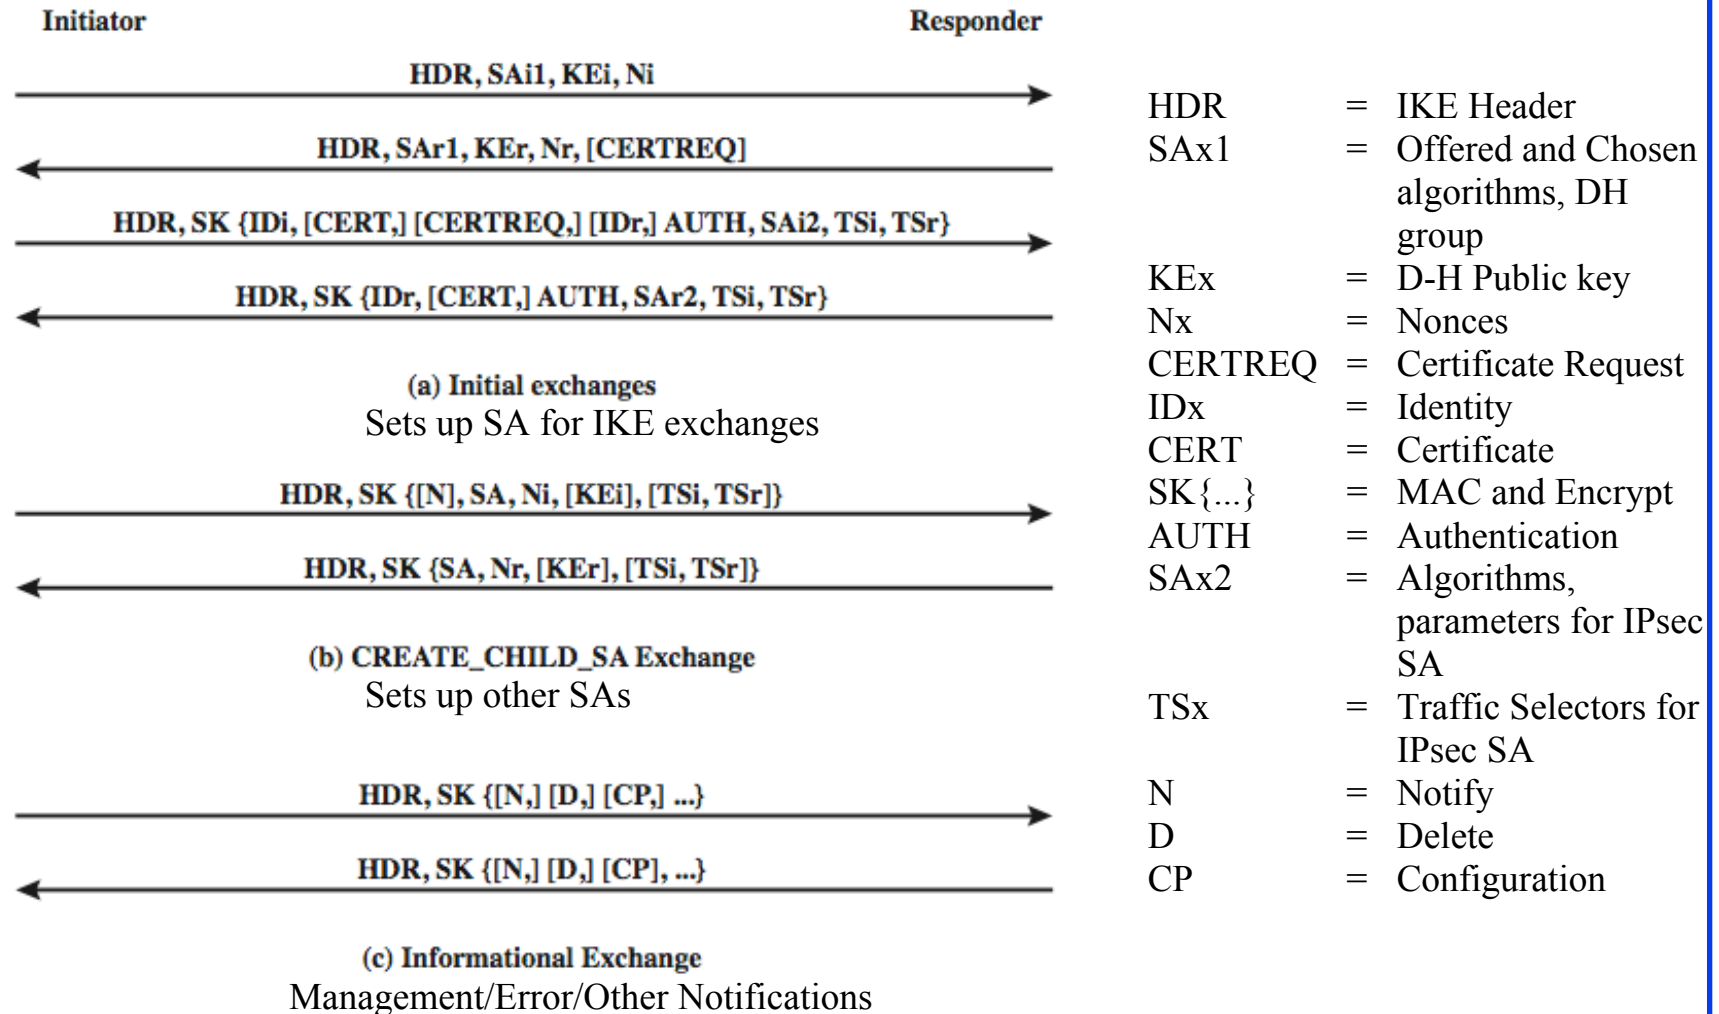 Initiator
Responder
HDR, SAi1, KEi, Ni
HDR, SAr1, KEr, Nr, [CERTREQ]
HDR, SK {IDi, [CERT,] [CERTREQ,] [IDr,] AUTH, SAi2, TSi, TSr}
HDR, SK {IDr, [CERT,] AUTH, SAr2, TSi, TSr}
(a) Initial exchanges
Sets up SA for IKE exchanges
HDR, SK {[N], SA, Ni, [KEi], [TSi, TSr]}
HDR, SK {SA, Nr, [KEr], [TSi, TSr]}
(b) CREATE_CHILD_SA Exchange
Sets up other SAs
HDR, SK {[N,] [D,] [CP,] ...}
HDR, SK {[N,] [D,] [CP], ...}
(c) Informational Exchange
Management/Error/Other Notifications
HDR = IKE Header
SAx1 = Offered and Chosen
algorithms, DH
group
KEx = D-H Public key
Nx = Nonces
CERTREQ = Certificate Request
IDx = Identity
CERT = Certificate
SK{...} = MAC and Encrypt
AUTH = Authentication
SAx2 = Algorithms,
parameters for IPsec
SA
TSx = Traffic Selectors for
IPsec SA
N = Notify
D = Delete
CP = Configuration